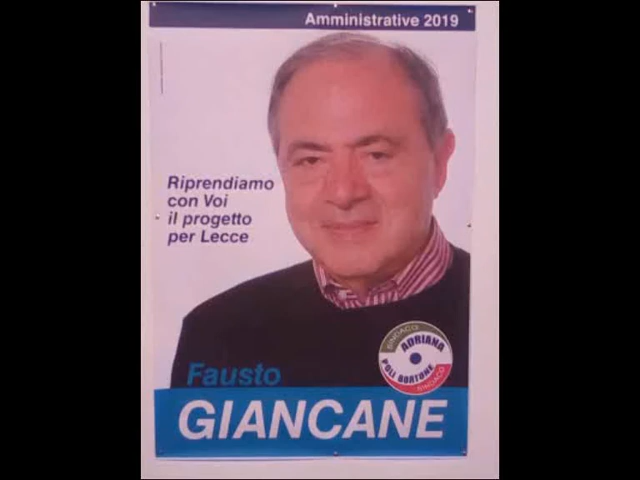 Amministrative 2019
Riprendiamo
con Voi
il progetto
per Lecce
SINDACO
ADRIANA
POLI BORTONE
SINDACO
Fausto
GIANCANE